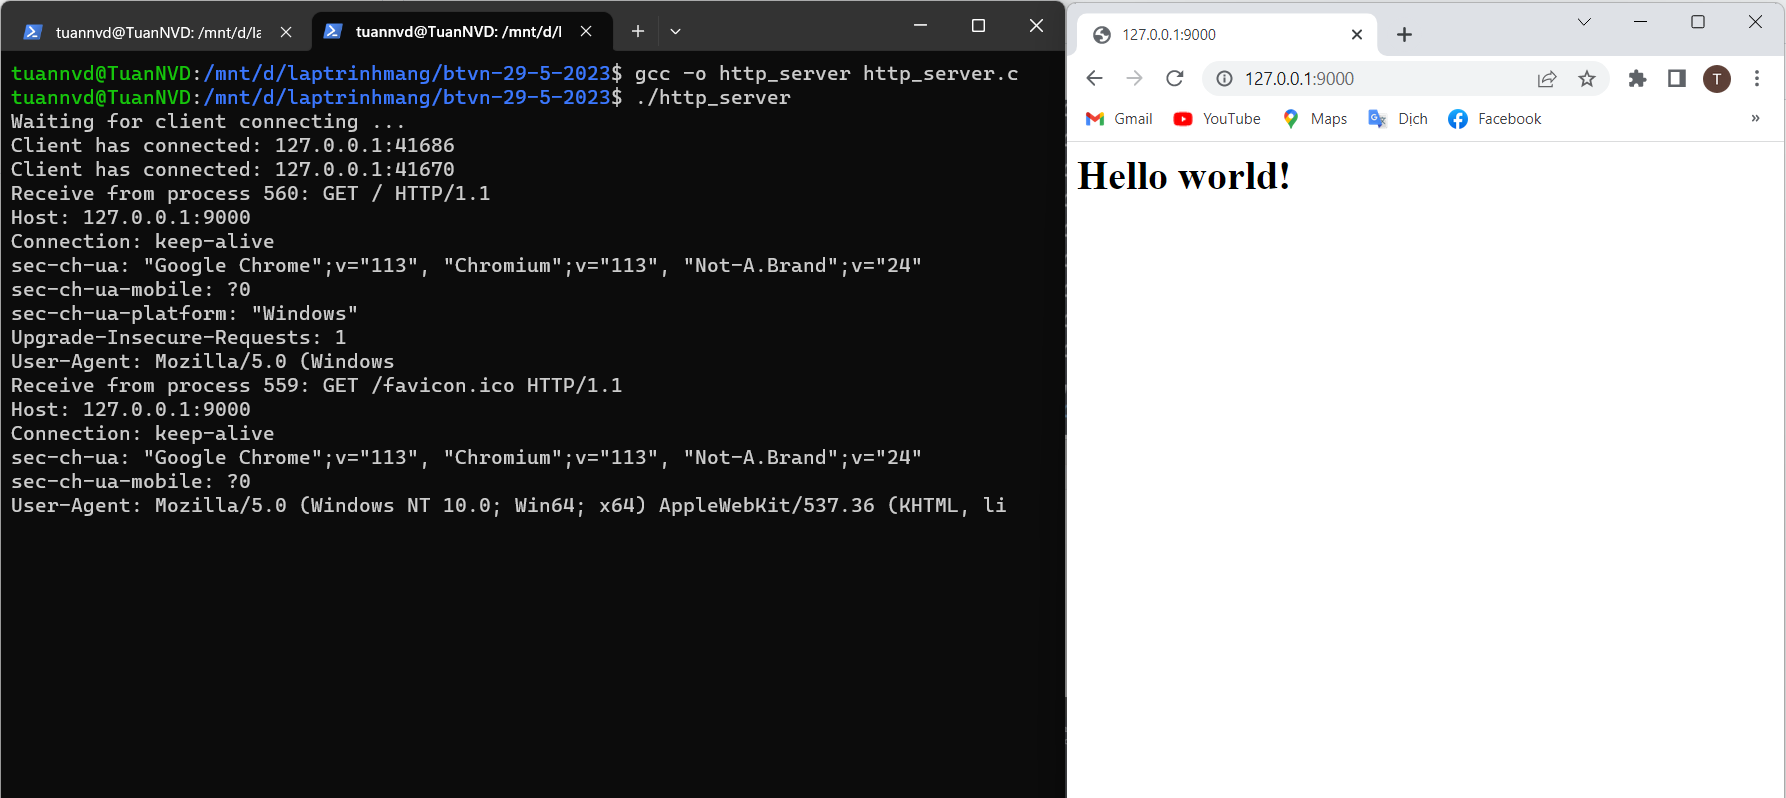 tuannvd@TuanNVD: /mnt/d/la
tuannvd@TuanNVD: /mnt/d/l
tuannvd@TuanNVD:/mnt/d/laptrinhmang/btvn-29-5-2023$ gcc -o http_server http_server.c
tuannvd@TuanNVD:/mnt/d/laptrinhmang/btvn-29-5-2023$ ./http_server
Waiting for client connecting ...
Client has connected: 127.0.0.1:41686
Client has connected: 127.0.0.1:41670
Receive from process 560: GET / HTTP/1.1
Host: 127.0.0.1:9000
Connection: keep-alive
sec-ch-ua: "Google Chrome";v="113", "Chromium";v="113", "Not-A.Brand";v="24"
sec-ch-ua-mobile: ?0
sec-ch-ua-platform: "Windows"
Upgrade-Insecure-Requests: 1
User-Agent: Mozilla/5.0 (Windows
Receive from process 559: GET /favicon.ico HTTP/1.1
Host: 127.0.0.1:9000
Connection: keep-alive
sec-ch-ua: "Google Chrome";v="113", "Chromium";v="113", "Not-A.Brand";v="24"
sec-ch-ua-mobile: ?0
User-Agent: Mozilla/5.0 (Windows NT 10.0; Win64; x64) AppleWebKit/537.36 (KHTML, li
127.0.0.1:9000
127.0.0.1:9000
T
Gmail YouTube Maps Dịch Facebook »
Hello world!